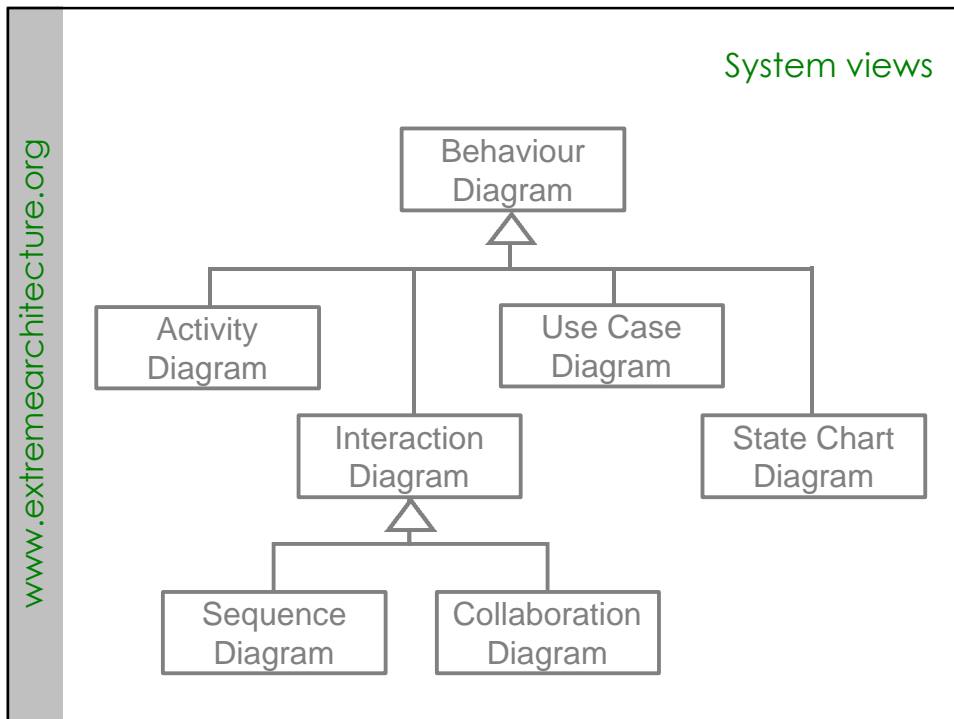 www.extremearchitecture.org
System views
Behaviour
Diagram
Activity
Diagram
Use Case
Diagram
Interaction
Diagram
State Chart
Diagram
Sequence
Diagram
Collaboration
Diagram